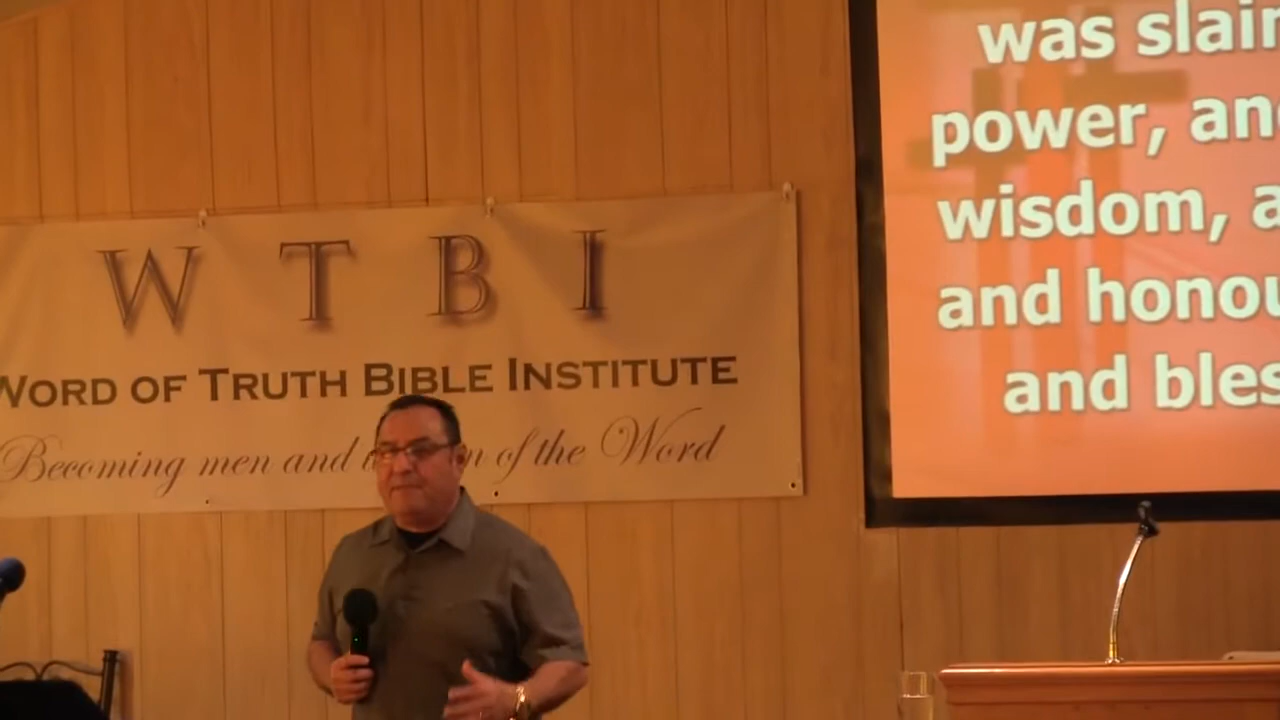 W T B I
WORD OF TRUTH BIBLE INSTITUTE
Becoming men and of the Word
was slain
power, and
wisdom, a
and honou
and bles